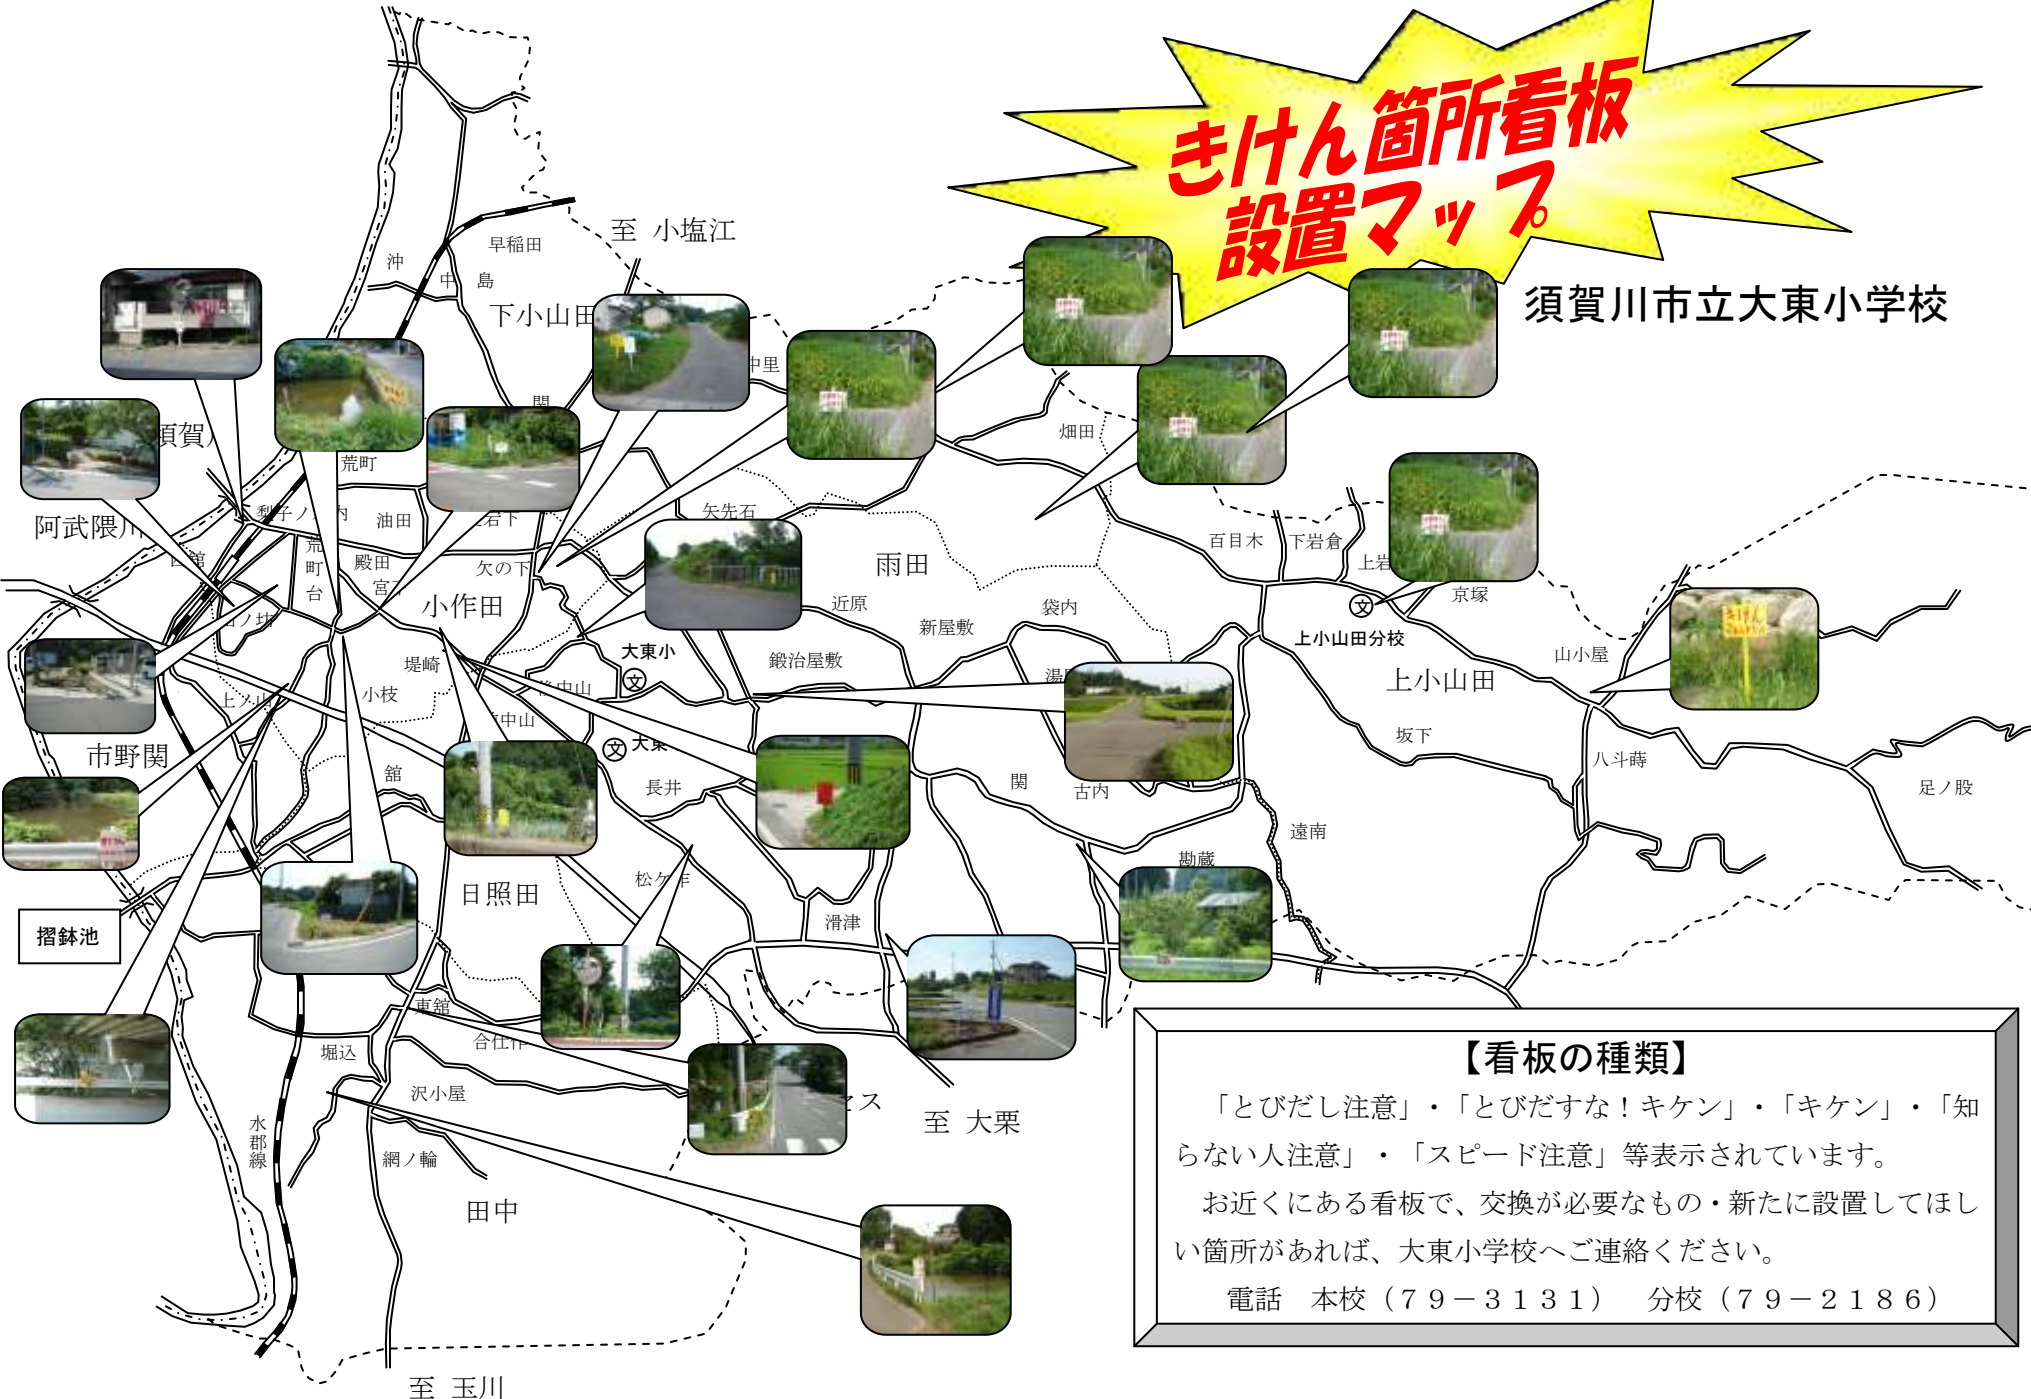 きけん箇所看板
設置マップ
須賀川市立大東小学校
至 小塩江
早稲田
沖
中島
下小山田
中里
関
畑田
荒町
阿武隈川
油田
矢先石
雨田
百目木
下岩倉
京塚
荒町台
殿田
欠の下
小作田
近原
袋内
新屋敷
大東小
文
上小山田分校
文
堤崎
鍛治屋敷
山小屋
上小山田
上ノ山
小枝
市野関
文
坂下
八斗蒔
舘
長井
関
古内
足ノ股
遠南
勘蔵
日照田
松ケ作
滑津
摺鉢池
東舘
堀込
合仕作
沢小屋
至 大栗
水郡線
網ノ輪
田中
至 玉川
【看板の種類】
「とびだし注意」・「とびだすな！キケン」・「キケン」・「知
らない人注意」・「スピード注意」等表示されています。
お近くにある看板で、交換が必要なもの・新たに設置してほし
い箇所があれば、大東小学校へご連絡ください。
電話 本校（７９－３１３１） 分校（７９－２１８６）